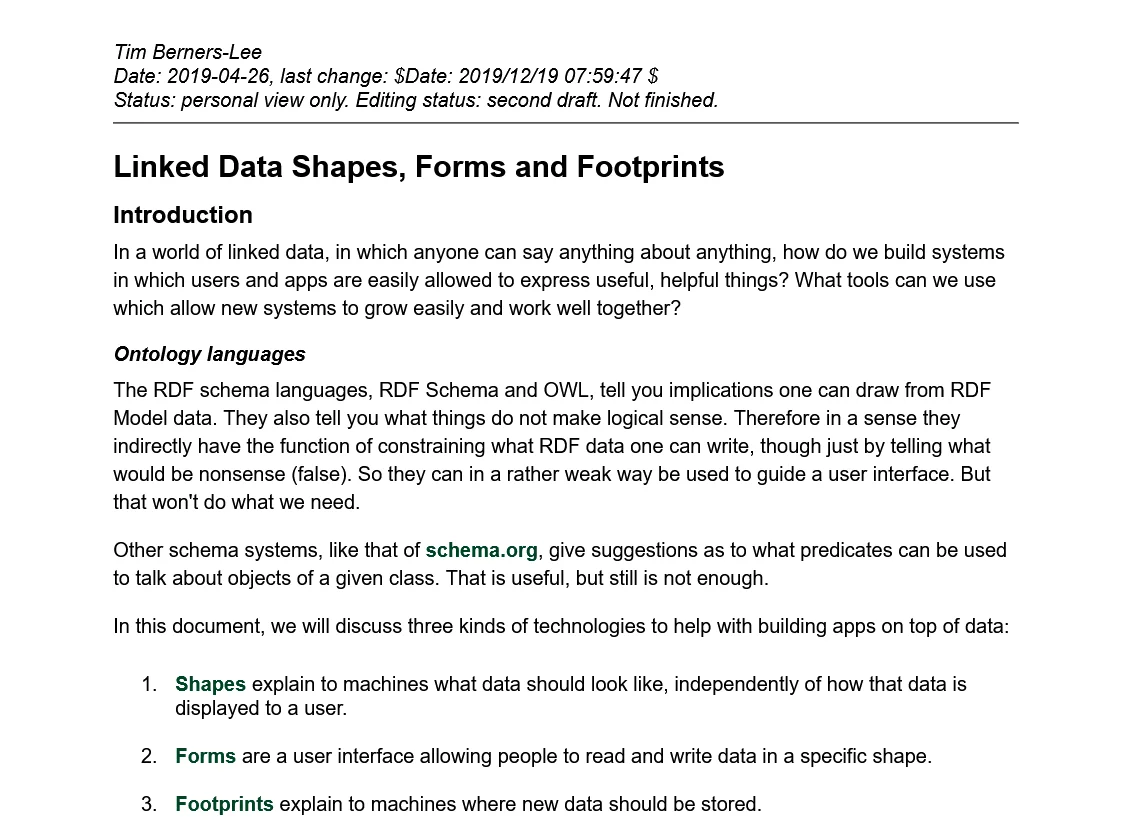 Tim Berners-Lee
Date: 2019-04-26, last change: $Date: 2019/12/19 07:59:47 $
Status: personal view only. Editing status: second draft. Not finished.
Linked Data Shapes, Forms and Footprints
Introduction
In a world of linked data, in which anyone can say anything about anything, how do we build systems
in which users and apps are easily allowed to express useful, helpful things? What tools can we use
which allow new systems to grow easily and work well together?
Ontology languages
The RDF schema languages, RDF Schema and OWL, tell you implications one can draw from RDF
Model data. They also tell you what things do not make logical sense. Therefore in a sense they
indirectly have the function of constraining what RDF data one can write, though just by telling what
would be nonsense (false). So they can in a rather weak way be used to guide a user interface. But
that won't do what we need.
Other schema systems, like that of schema.org, give suggestions as to what predicates can be used
to talk about objects of a given class. That is useful, but still is not enough.
In this document, we will discuss three kinds of technologies to help with building apps on top of data:
1. Shapes explain to machines what data should look like, independently of how that data is
displayed to a user.
2. Forms are a user interface allowing people to read and write data in a specific shape.
3. Footprints explain to machines where new data should be stored.